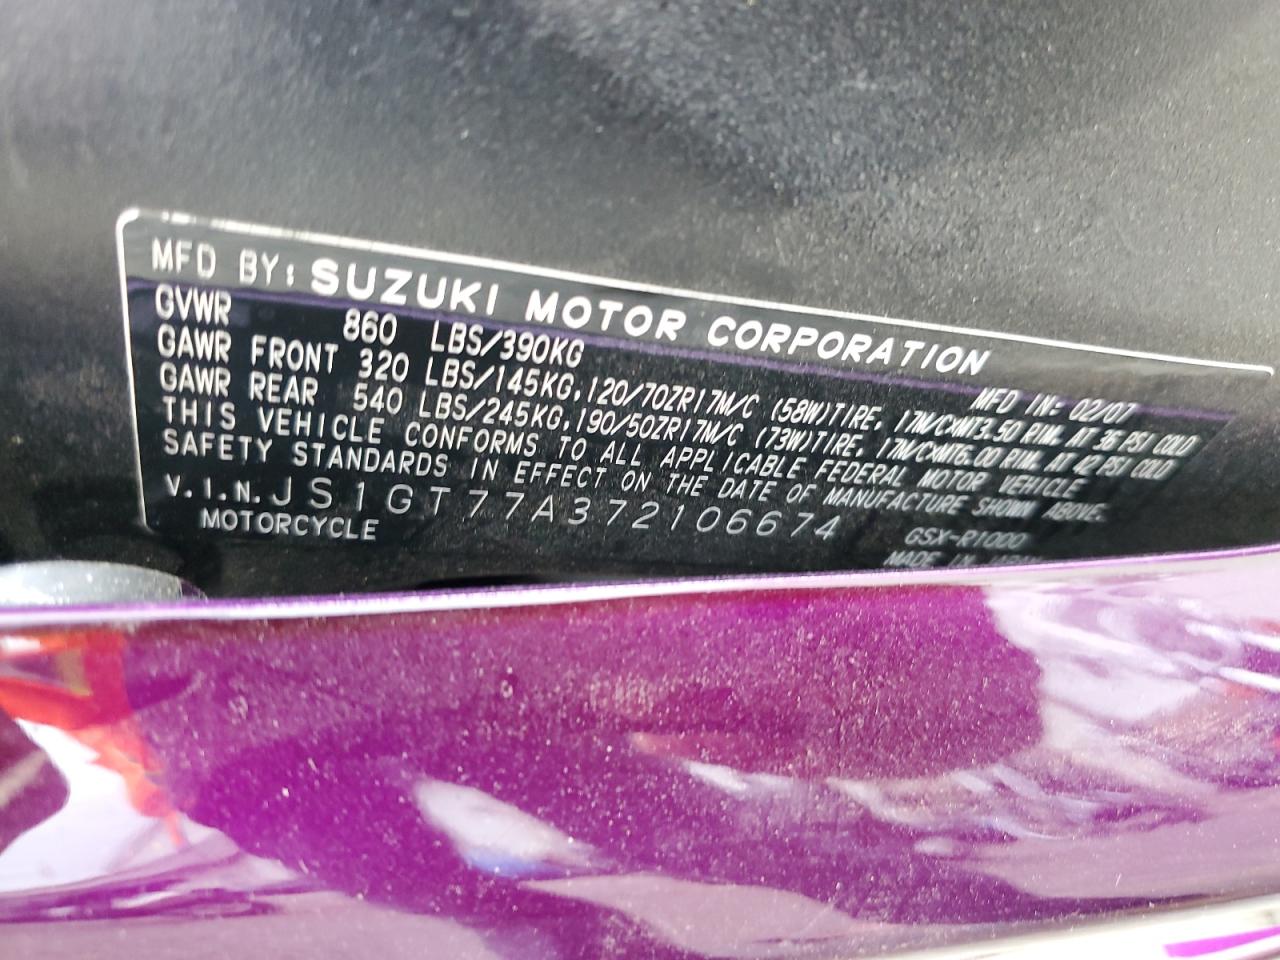 MFD BY: SUZUKI MOTOR CORPORATION
MFD IN: 02/07
GVWR 860 LBS/390KG
GAWR FRONT 320 LBS/145KG, 120/70ZR17M/C (58W)TIRE, 17M/CXMT3.50 RIM, AT 36 PSI COLD
GAWR REAR 540 LBS/245KG, 190/50ZR17M/C (73W)TIRE, 17M/CXMT6.00 RIM, AT 42 PSI COLD
THIS VEHICLE CONFORMS TO ALL APPLICABLE FEDERAL MOTOR VEHICLE
SAFETY STANDARDS IN EFFECT ON THE DATE OF MANUFACTURE SHOWN ABOVE.
V.I.N. JS1GT77A372106674 GSX-R1000
MOTORCYCLE MADE IN